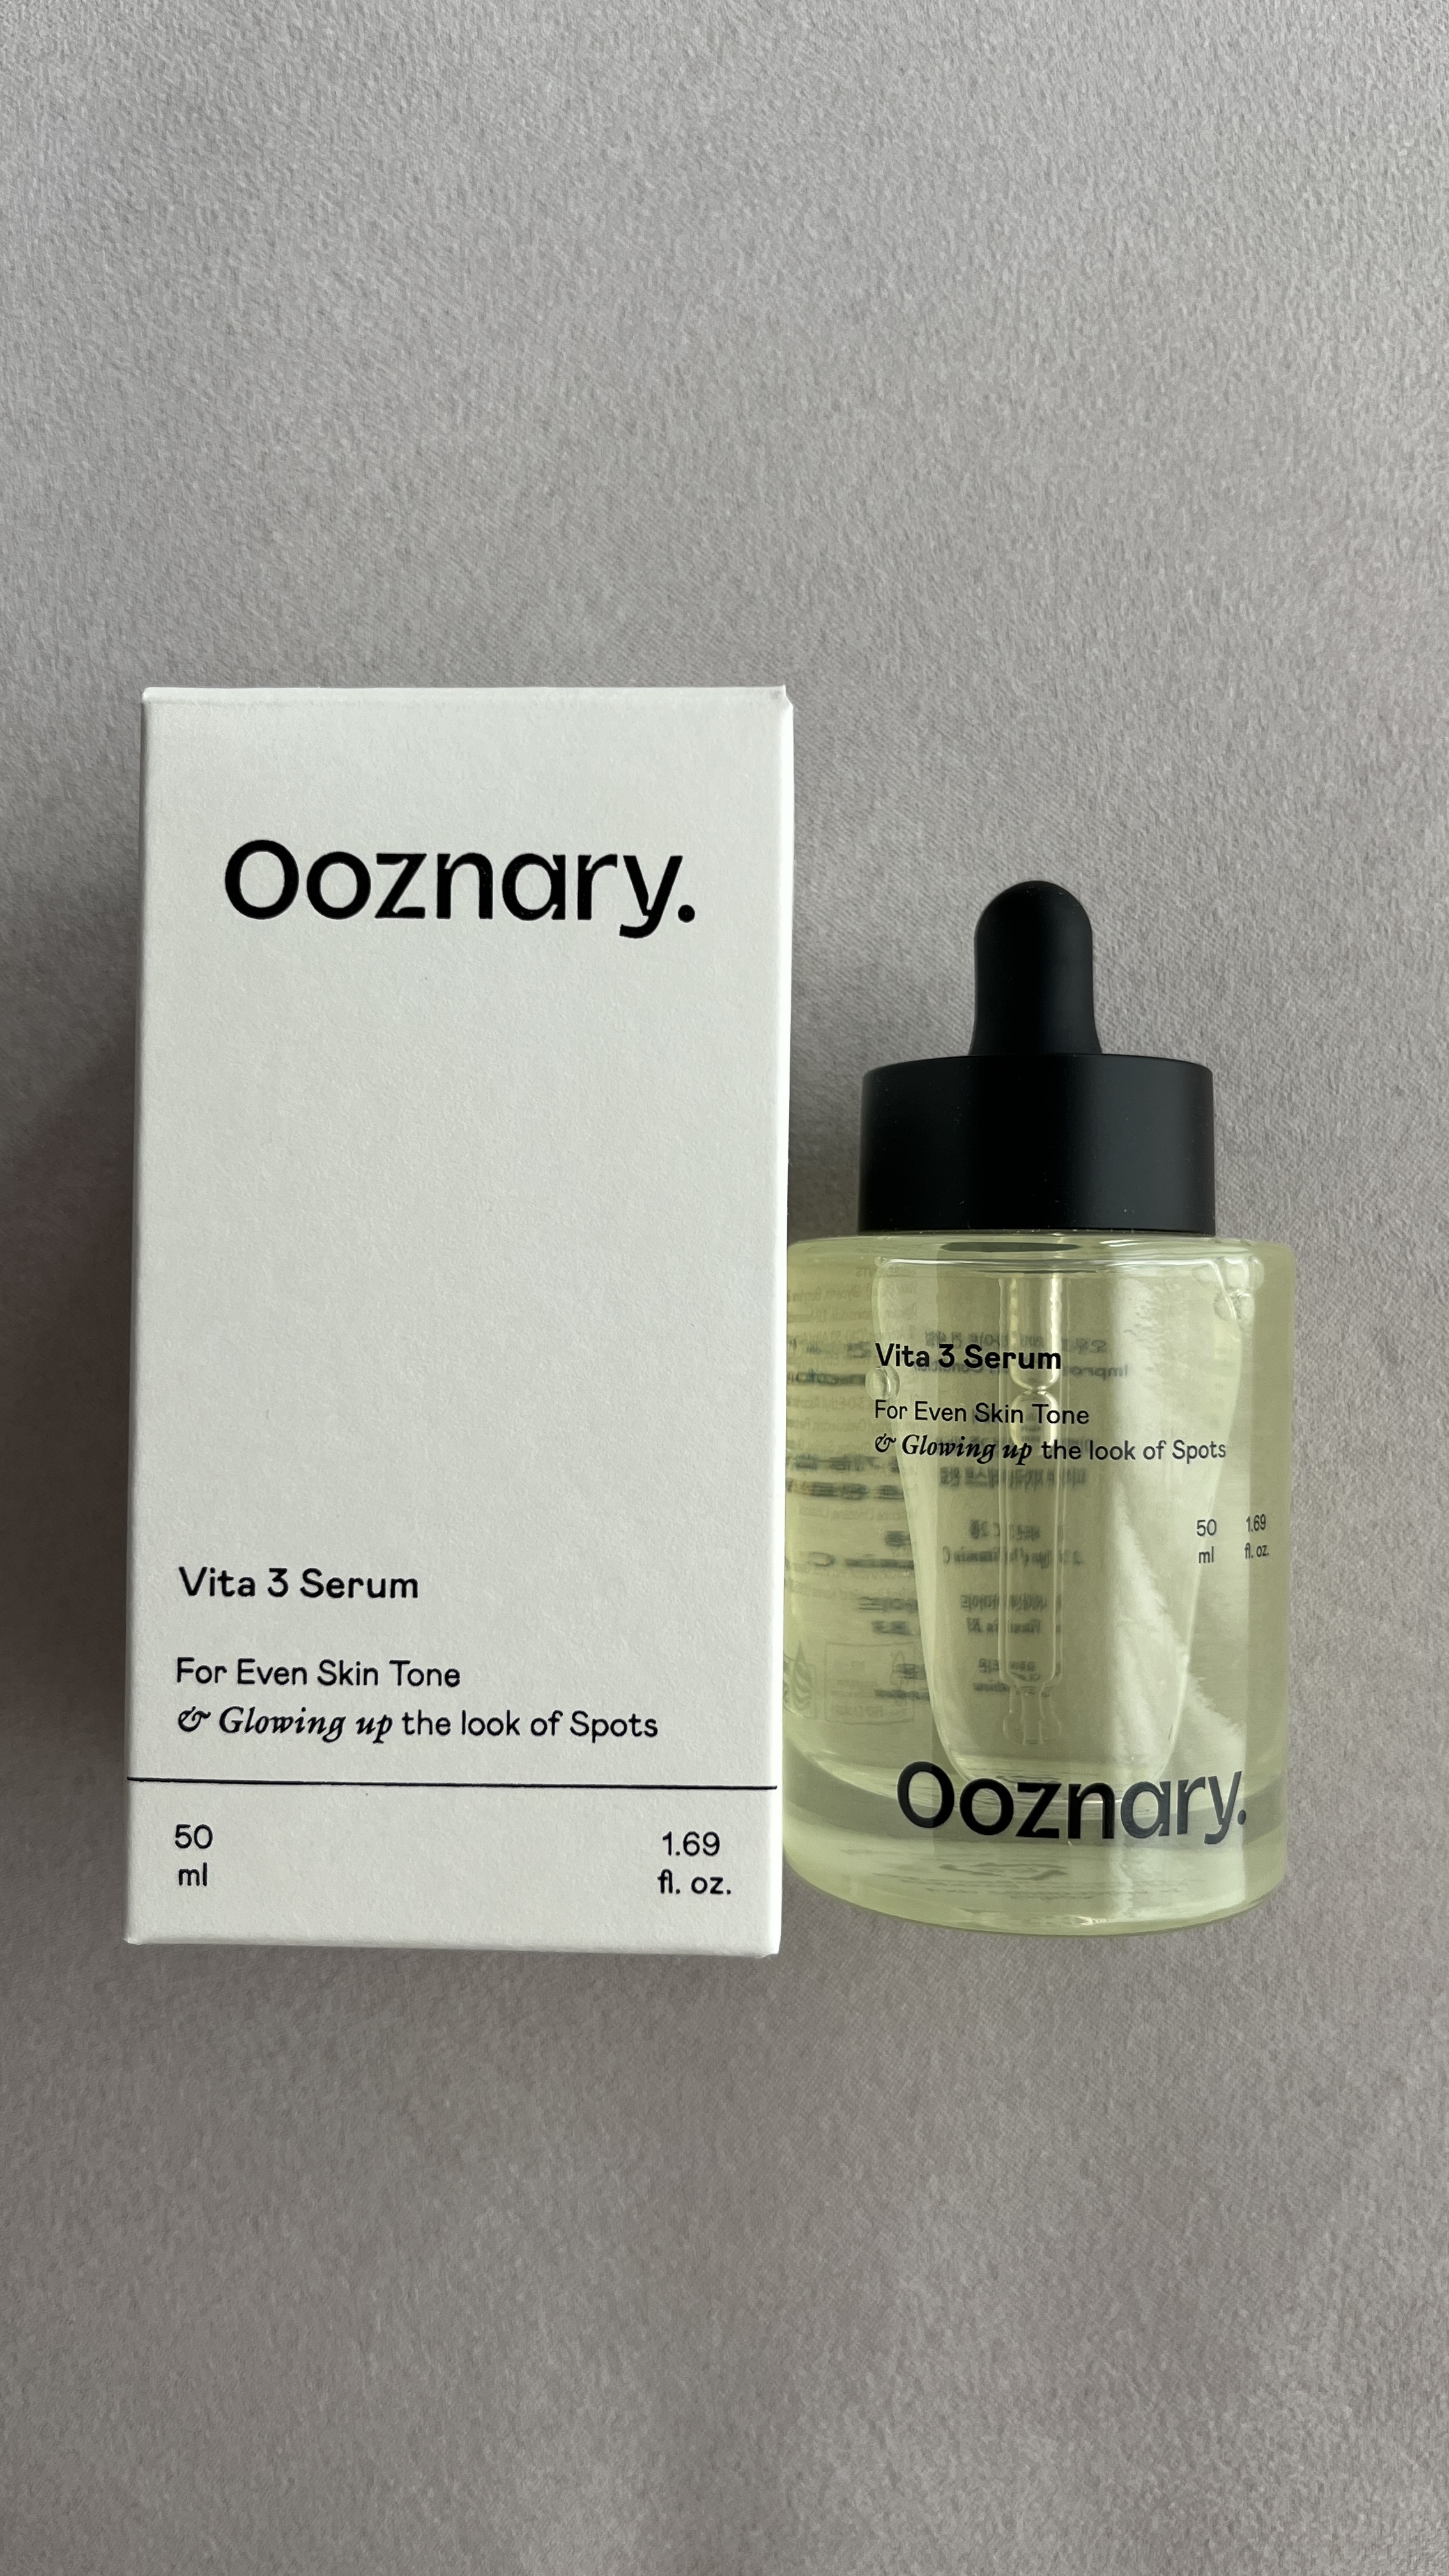 Ooznary.
Vita 3 Serum
For Even Skin Tone
& Glowing up the look of Spots
50
ml
1.69
fl. oz.
Vita 3 Serum
For Even Skin Tone
& Glowing up the look of Spots
50
ml
1.69
fl. oz.
Ooznary.